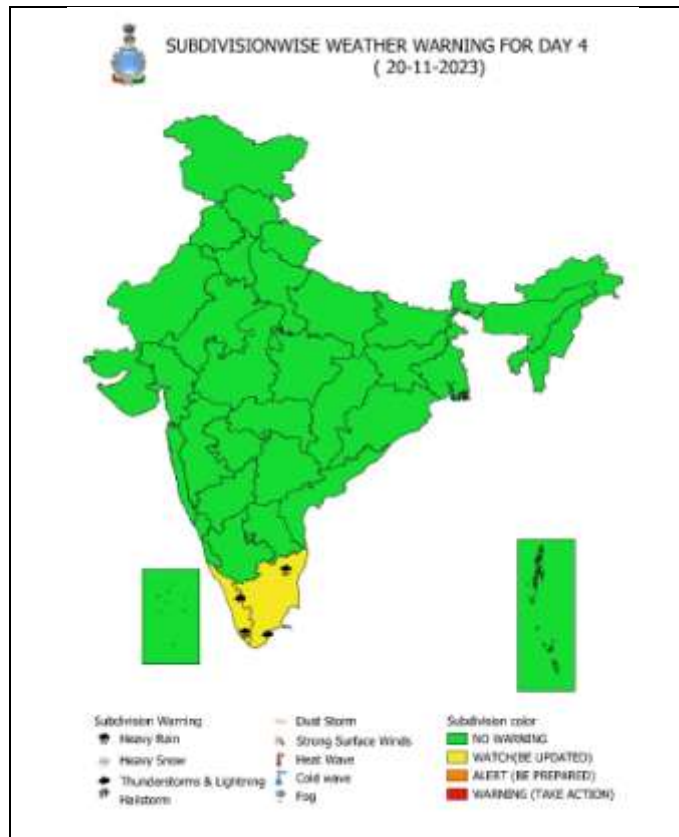 SUBDIVISIONWISE WEATHER WARNING FOR DAY 4
( 20-11-2023)
Subdivision Warning
Heavy Rain
Heavy Snow
Thunderstorms & Lightning
Hailstorm
Dust Storm
Strong Surface Winds
Heat Wave
Cold wave
Fog
Subdivision color
NO WARNING
WATCH(BE UPDATED)
ALERT (BE PREPARED)
WARNING (TAKE ACTION)